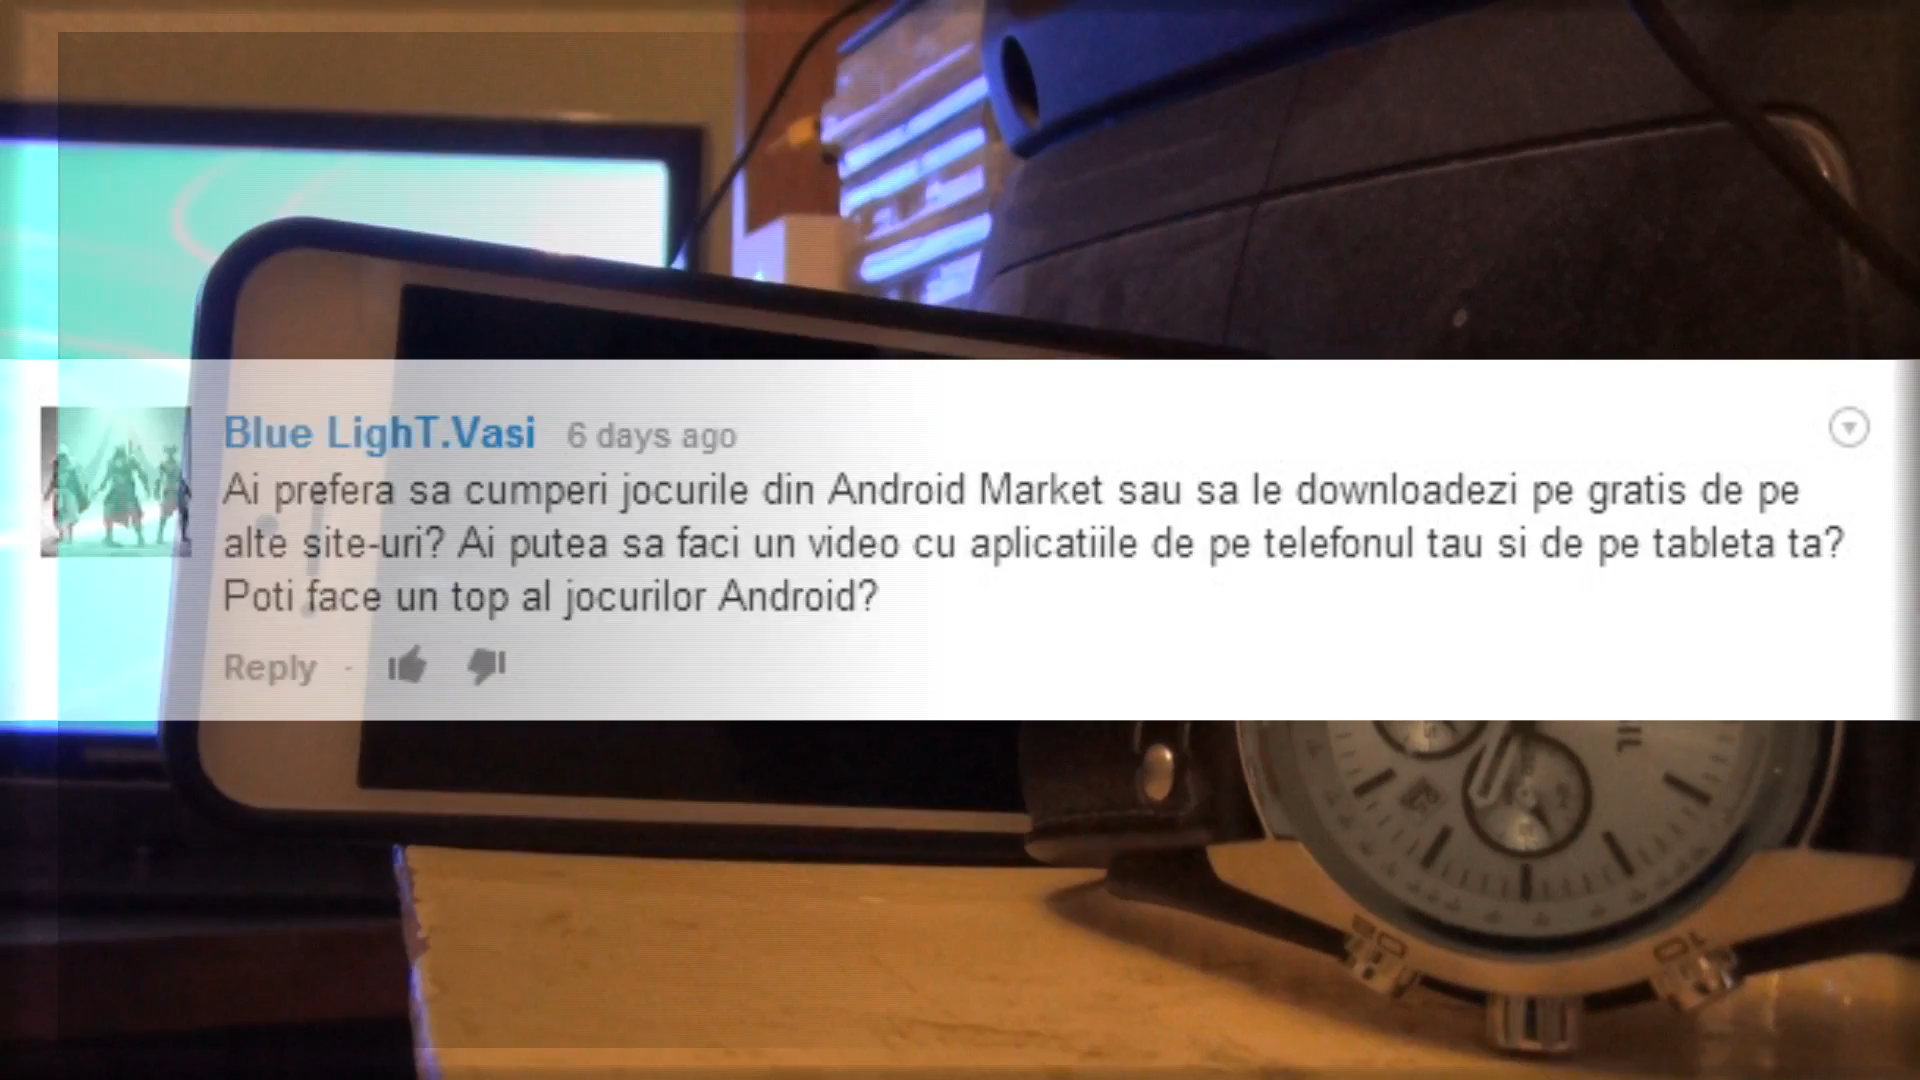 Blue LighT.Vasi 6 days ago
Ai prefera sa cumperi jocurile din Android Market sau sa le downloadezi pe gratis de pe
alte site-uri? Ai putea sa faci un video cu aplicatiile de pe telefonul tau si de pe tableta ta?
Poti face un top al jocurilor Android?
Reply